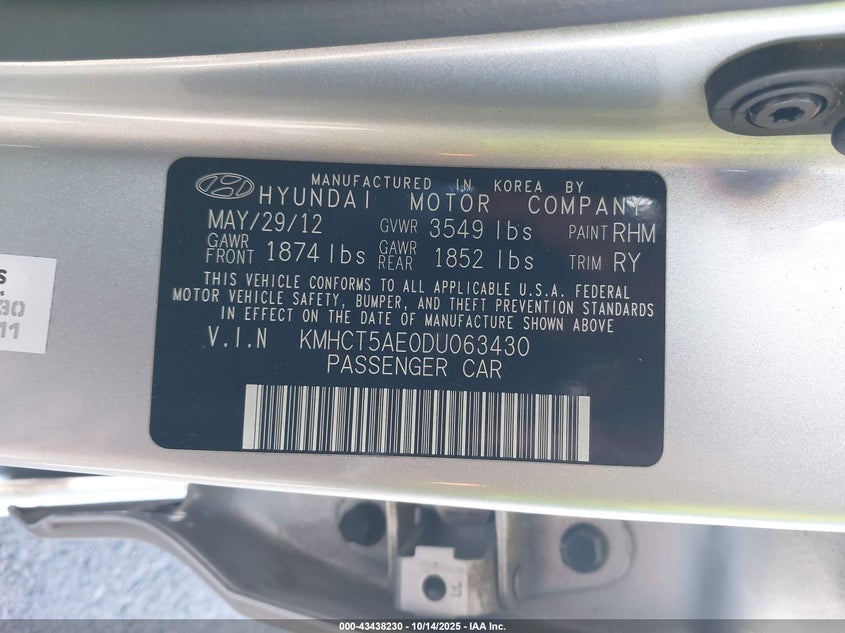 MANUFACTURED IN KOREA BY
HYUNDAI MOTOR COMPANY
MAY/29/12 GVWR 3549 lbs PAINT RHM
GAWR FRONT 1874 lbs GAWR REAR 1852 lbs TRIM RY
THIS VEHICLE CONFORMS TO ALL APPLICABLE U.S.A. FEDERAL
MOTOR VEHICLE SAFETY, BUMPER, AND THEFT PREVENTION STANDARDS
IN EFFECT ON THE DATE OF MANUFACTURE SHOWN ABOVE
V.I.N KMHCT5AE0DU063430
PASSENGER CAR
S
30
11
LL
000-43438230 - 10/14/2025 - IAA Inc.